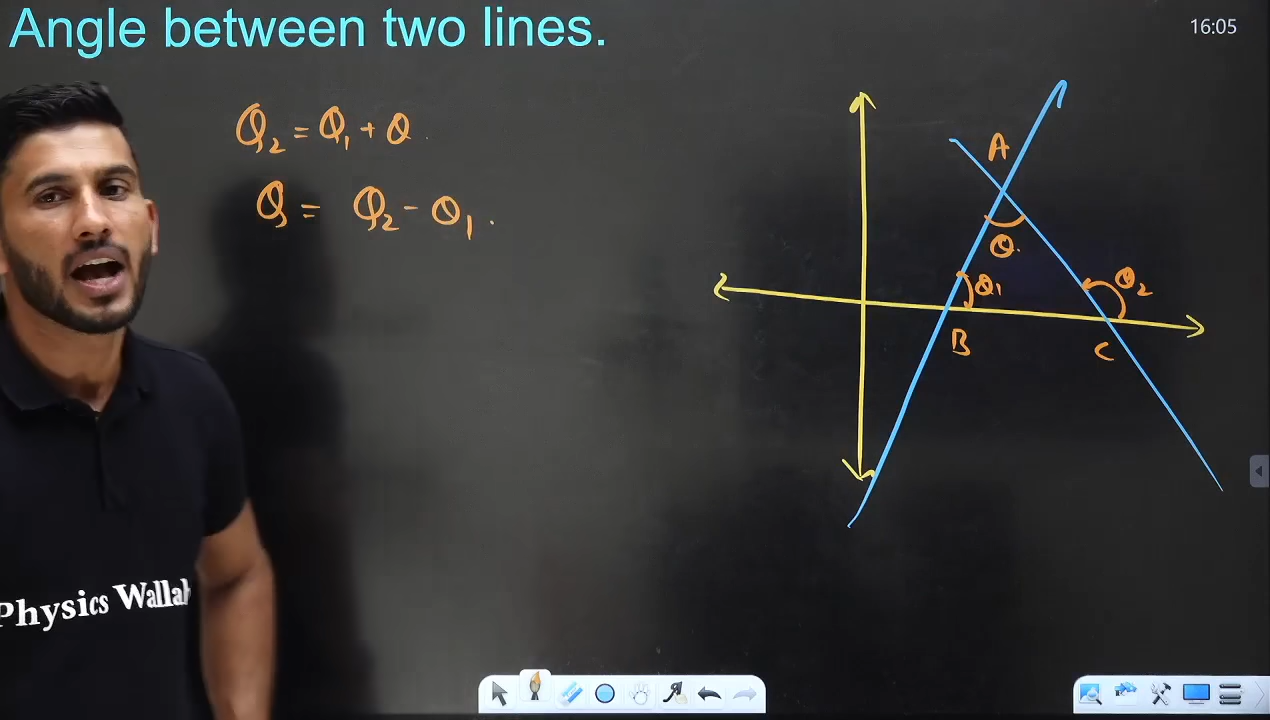 Angle between two lines.
16:05
θ₂ = θ₁ + θ.
θ = θ₂ - θ₁.
A
θ.
θ₁
θ₂
B
C
Physics Wallah